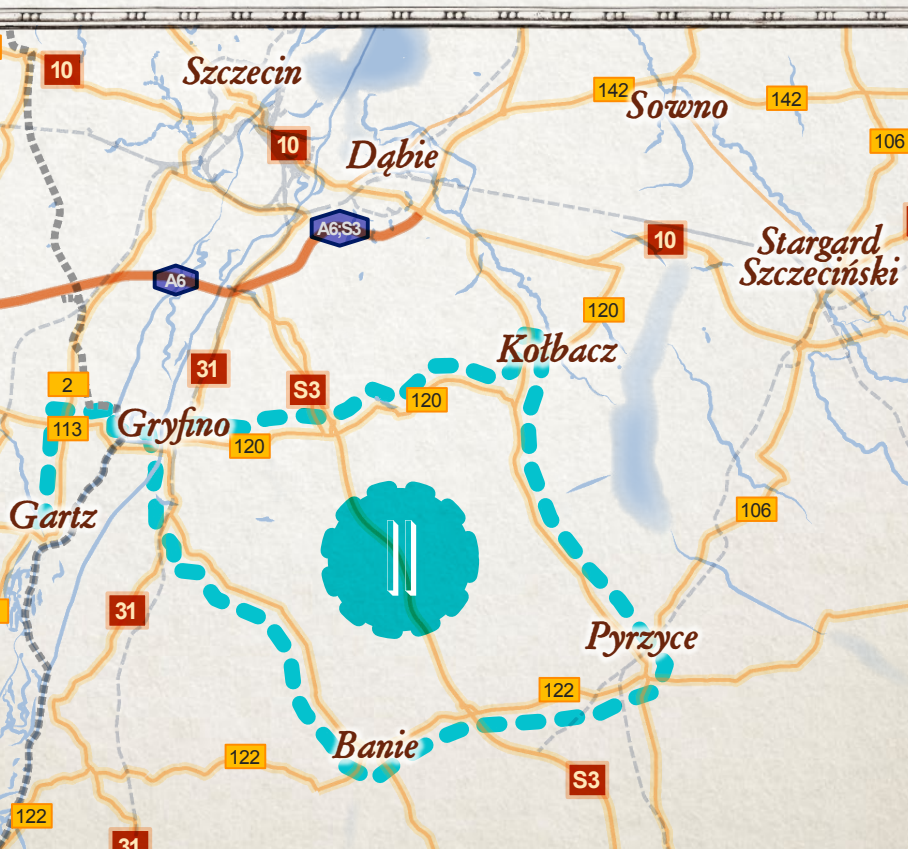 10
Szczecin
142
Sowno
142
10
106
Dąbie
A6;S3
10
Stargard
Szczeciński
A6
120
Kołbacz
31
2
S3
120
113
Gryfino
120
Gartz
106
II
31
Pyrzyce
122
Banie
122
S3
122
31